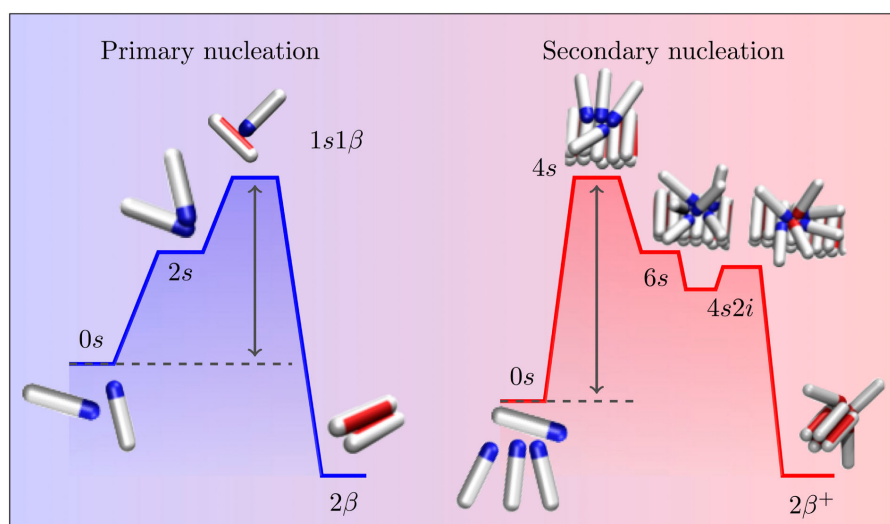 Primary nucleation
1s1β
2s
0s
2β
Secondary nucleation
4s
6s
4s2i
0s
2β⁺